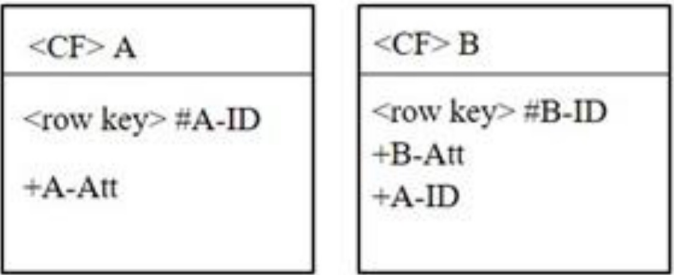 <CF> A
<row key> #A-ID
+A-Att
<CF> B
<row key> #B-ID
+B-Att
+A-ID